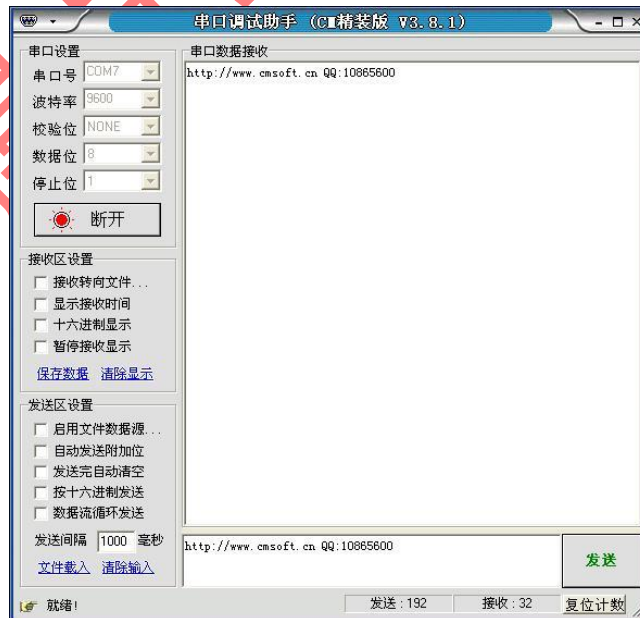 串口调试助手 (CM精装版 V3.8.1)
串口设置
串口号 COM7
波特率 9600
校验位 NONE
数据位 8
停止位 1
断开
接收区设置
接收转向文件...
显示接收时间
十六进制显示
暂停接收显示
保存数据 清除显示
发送区设置
启用文件数据源...
自动发送附加位
发送完自动清空
按十六进制发送
数据流循环发送
发送间隔 1000 毫秒
文件载入 清除输入
串口数据接收
http://www.cmsoft.cn QQ:10865600
http://www.cmsoft.cn QQ:10865600
发送
就绪!
发送:192
接收:32
复位计数